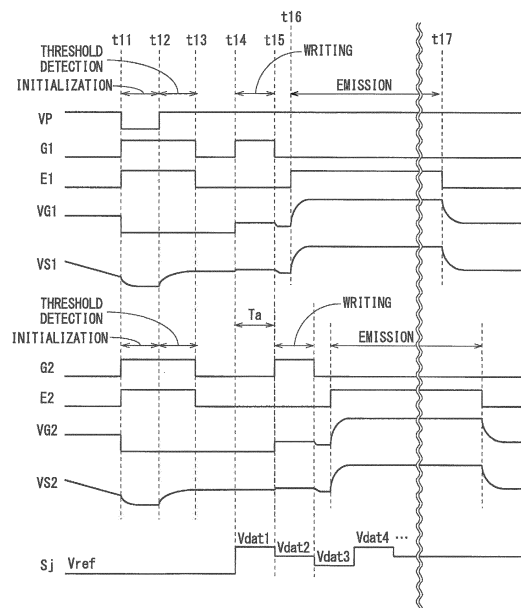 t16
t11 t12 t13 t14 t15 t17
THRESHOLD
DETECTION
WRITING
INITIALIZATION
EMISSION
VP
G1
E1
VG1
VS1
THRESHOLD
DETECTION
Ta
WRITING
INITIALIZATION
EMISSION
G2
E2
VG2
VS2
Vdat1
Vdat2
Vdat3
Vdat4 ...
Sj Vref